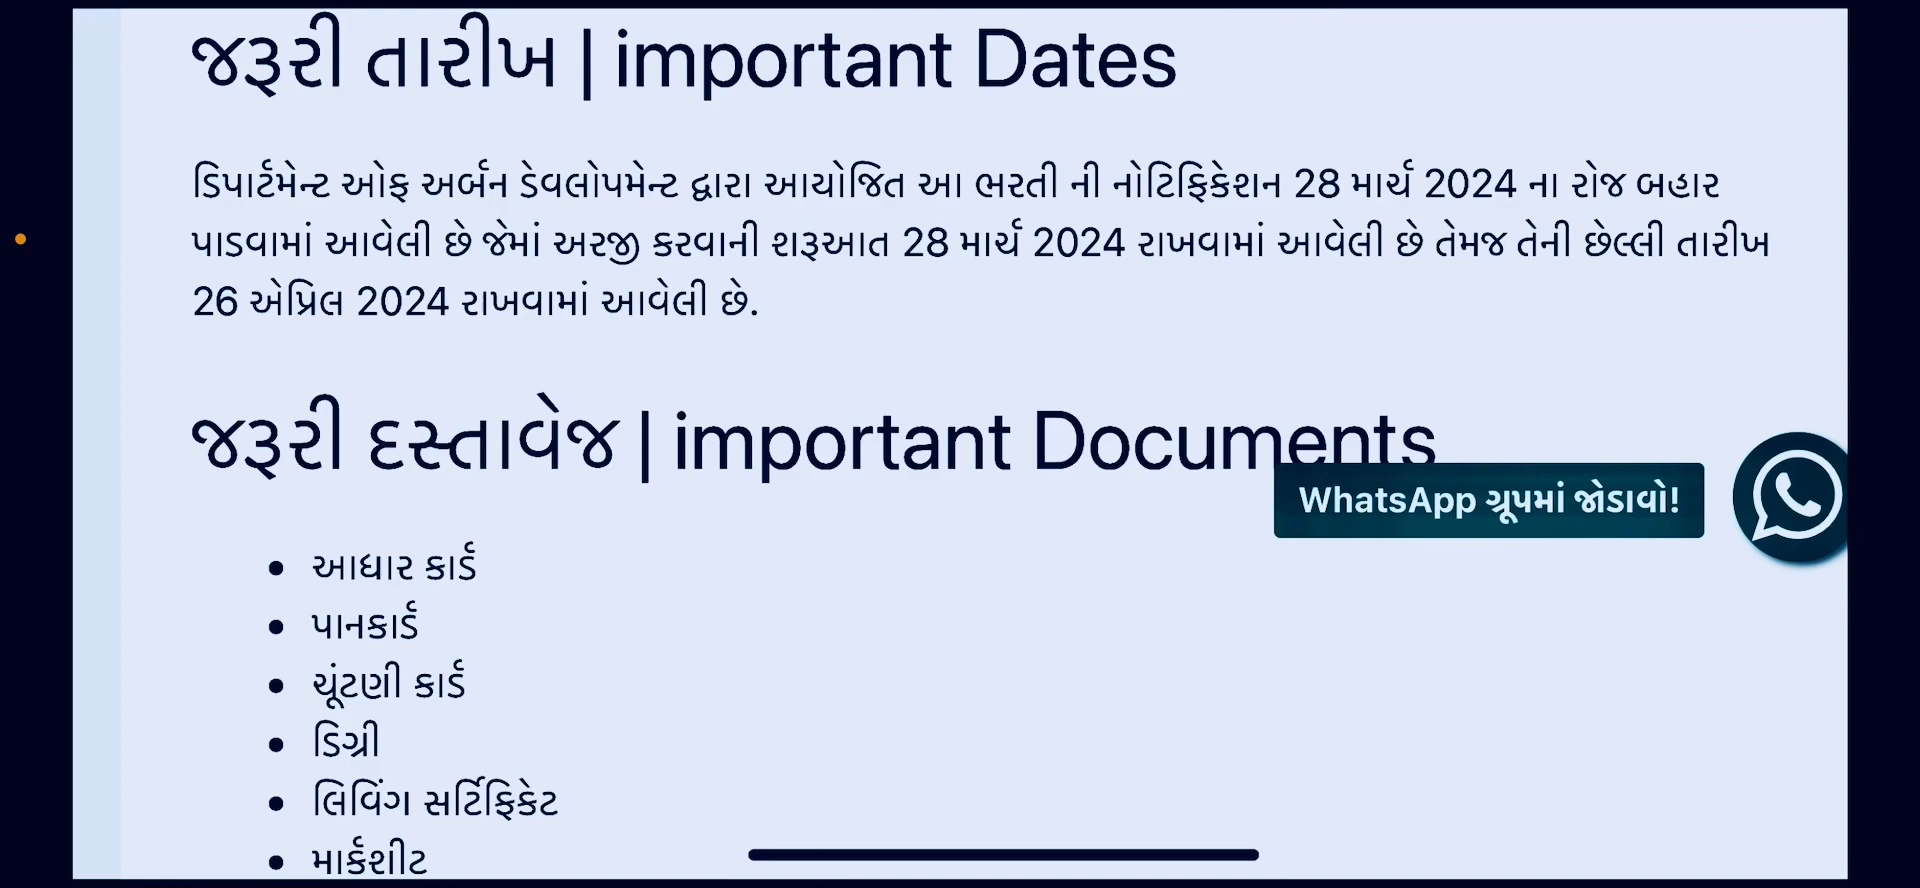 જરૂરી તારીખ | important Dates
ડિપાર્ટમેન્ટ ઓફ અર્બન ડેવલોપમેન્ટ દ્વારા આયોજિત આ ભરતી ની નોટિફિકેશન 28 માર્ચ 2024 ના રોજ બહાર
પાડવામાં આવેલી છે જેમાં અરજી કરવાની શરૂઆત 28 માર્ચ 2024 રાખવામાં આવેલી છે તેમજ તેની છેલ્લી તારીખ
26 એપ્રિલ 2024 રાખવામાં આવેલી છે.
જરૂરી દસ્તાવેજ | important Documents
WhatsApp ગ્રૂપમાં જોડાવો!
• આધાર કાર્ડ
• પાનકાર્ડ
• ચૂંટણી કાર્ડ
• ડિગ્રી
• લિવિંગ સર્ટિફિકેટ
• માર્કશીટ